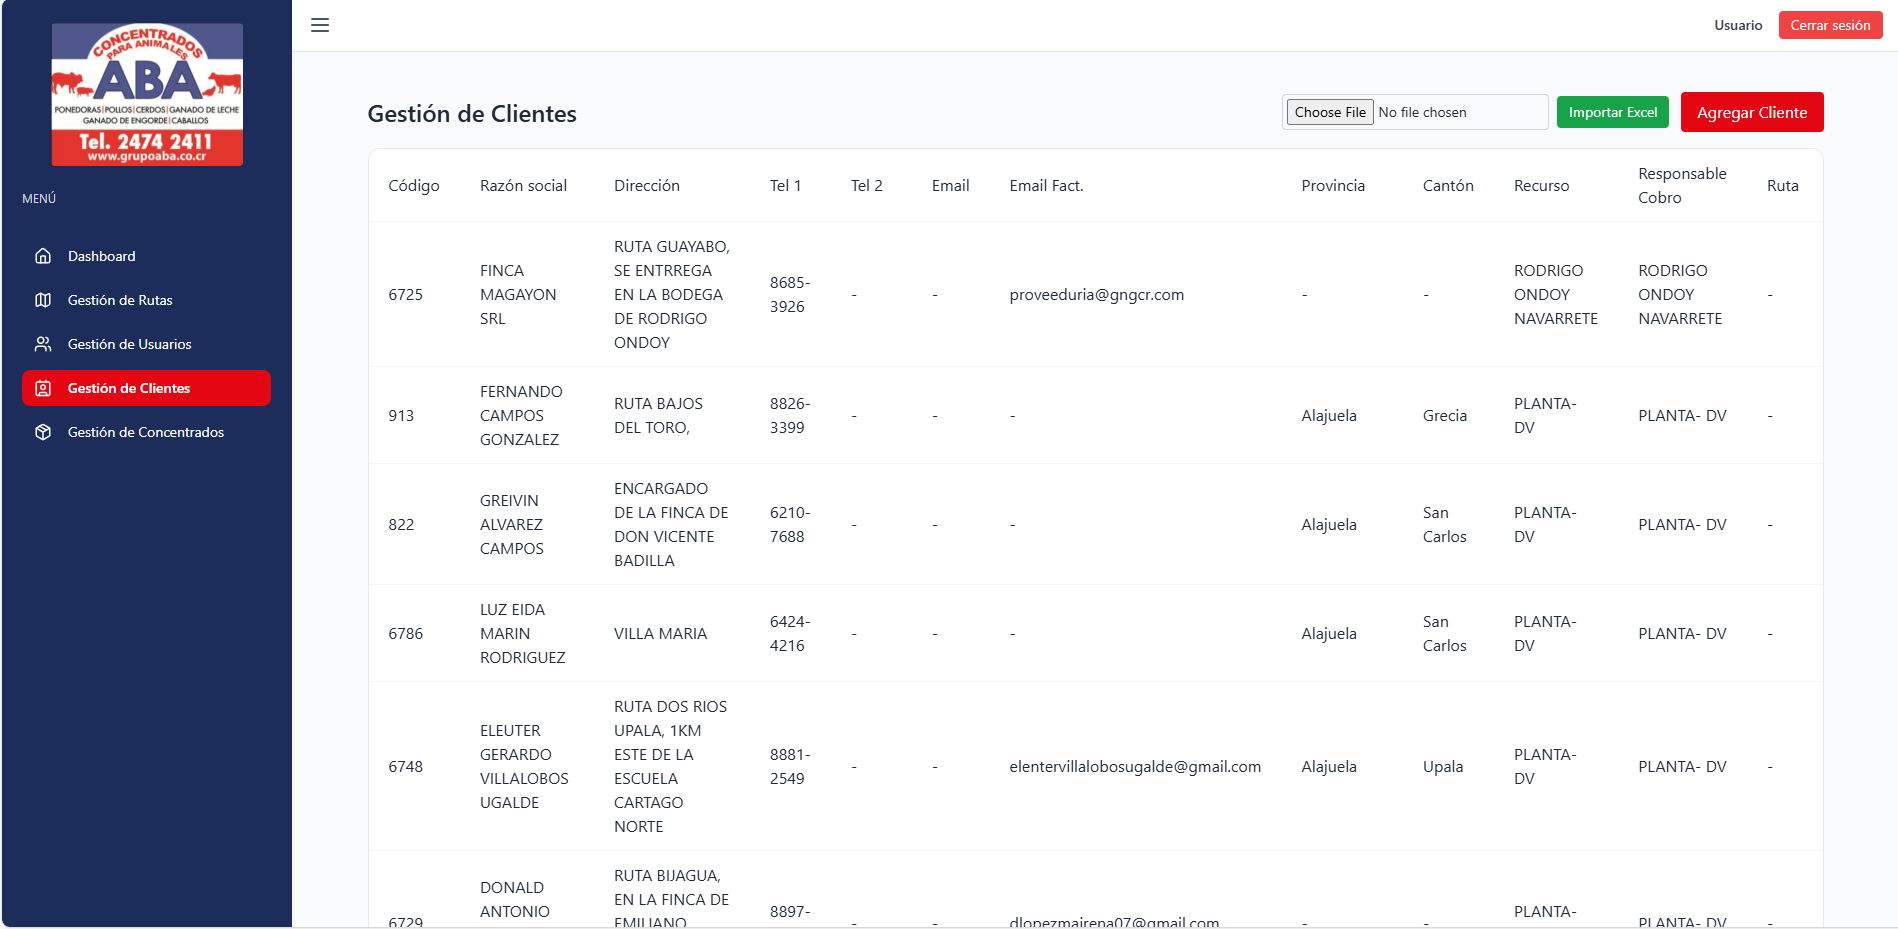 CONCENTRADOS
PARA ANIMALES
ABA
PONEDORAS|POLLOS|CERDOS|GANADO DE LECHE
GANADO DE ENGORDE|CABALLOS
Tel. 2474 2411
www.grupoaba.co.cr
MENÚ
Dashboard
Gestión de Rutas
Gestión de Usuarios
Gestión de Clientes
Gestión de Concentrados
Usuario Cerrar sesión
Gestión de Clientes Choose File No file chosen Importar Excel Agregar Cliente
Código Razón social Dirección Tel 1 Tel 2 Email Email Fact. Provincia Cantón Recurso Responsable Cobro Ruta
6725
FINCA
MAGAYON
SRL
RUTA GUAYABO,
SE ENTRREGA
EN LA BODEGA
DE RODRIGO
ONDOY
8685-
3926
- - proveeduria@gngcr.com - -
RODRIGO
ONDOY
NAVARRETE
RODRIGO
ONDOY
NAVARRETE
-
913
FERNANDO
CAMPOS
GONZALEZ
RUTA BAJOS
DEL TORO,
8826-
3399
- - - Alajuela Grecia
PLANTA-
DV
PLANTA- DV -
822
GREIVIN
ALVAREZ
CAMPOS
ENCARGADO
DE LA FINCA DE
DON VICENTE
BADILLA
6210-
7688
- - - Alajuela
San
Carlos
PLANTA-
DV
PLANTA- DV -
6786
LUZ EIDA
MARIN
RODRIGUEZ
VILLA MARIA
6424-
4216
- - - Alajuela
San
Carlos
PLANTA-
DV
PLANTA- DV -
6748
ELEUTER
GERARDO
VILLALOBOS
UGALDE
RUTA DOS RIOS
UPALA, 1KM
ESTE DE LA
ESCUELA
CARTAGO
NORTE
8881-
2549
- - elentervillalobosugalde@gmail.com Alajuela Upala
PLANTA-
DV
PLANTA- DV -
6729
DONALD
ANTONIO
RUTA BIJAGUA,
EN LA FINCA DE
EMILIANO
8897-
- - dlopezmairena07@gmail.com - -
PLANTA-
PLANTA- DV -